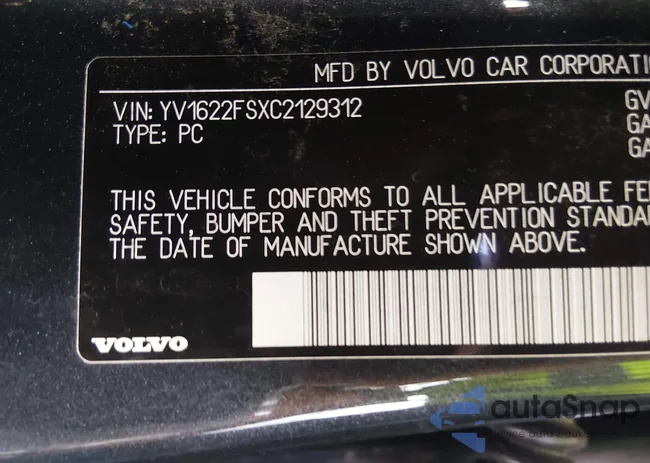 MFD BY VOLVO CAR CORPORATI
VIN: YV1622FSXC2129312
GV
TYPE: PC
GA
GA
THIS VEHICLE CONFORMS TO ALL APPLICABLE FE
SAFETY, BUMPER AND THEFT PREVENTION STANDA
THE DATE OF MANUFACTURE SHOWN ABOVE.
VOLVO
autaSnap